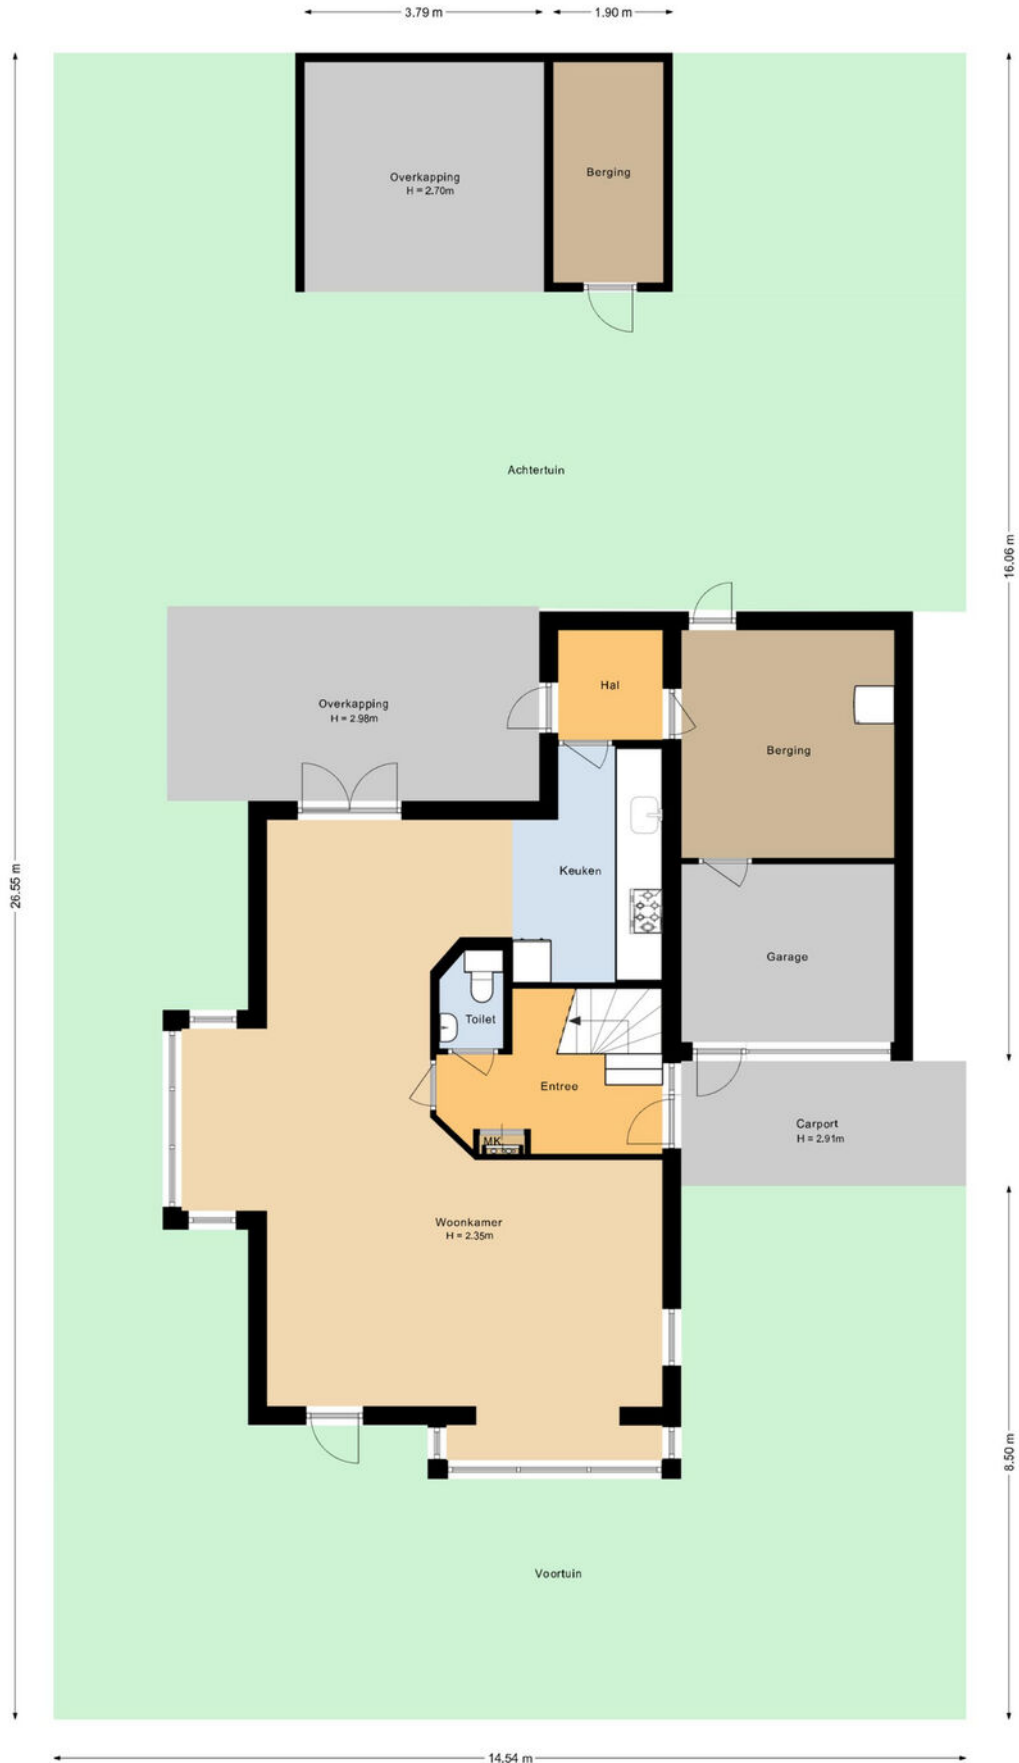 3.79 m
1.90 m
Overkapping
H = 2.70m
Berging
Achtertuin
16.06 m
Hal
Overkapping
H = 2.98m
Berging
Keuken
26.55 m
Garage
Toilet
Entree
Carport
H = 2.91m
MK
Woonkamer
H = 2.35m
8.50 m
Voortuin
14.54 m